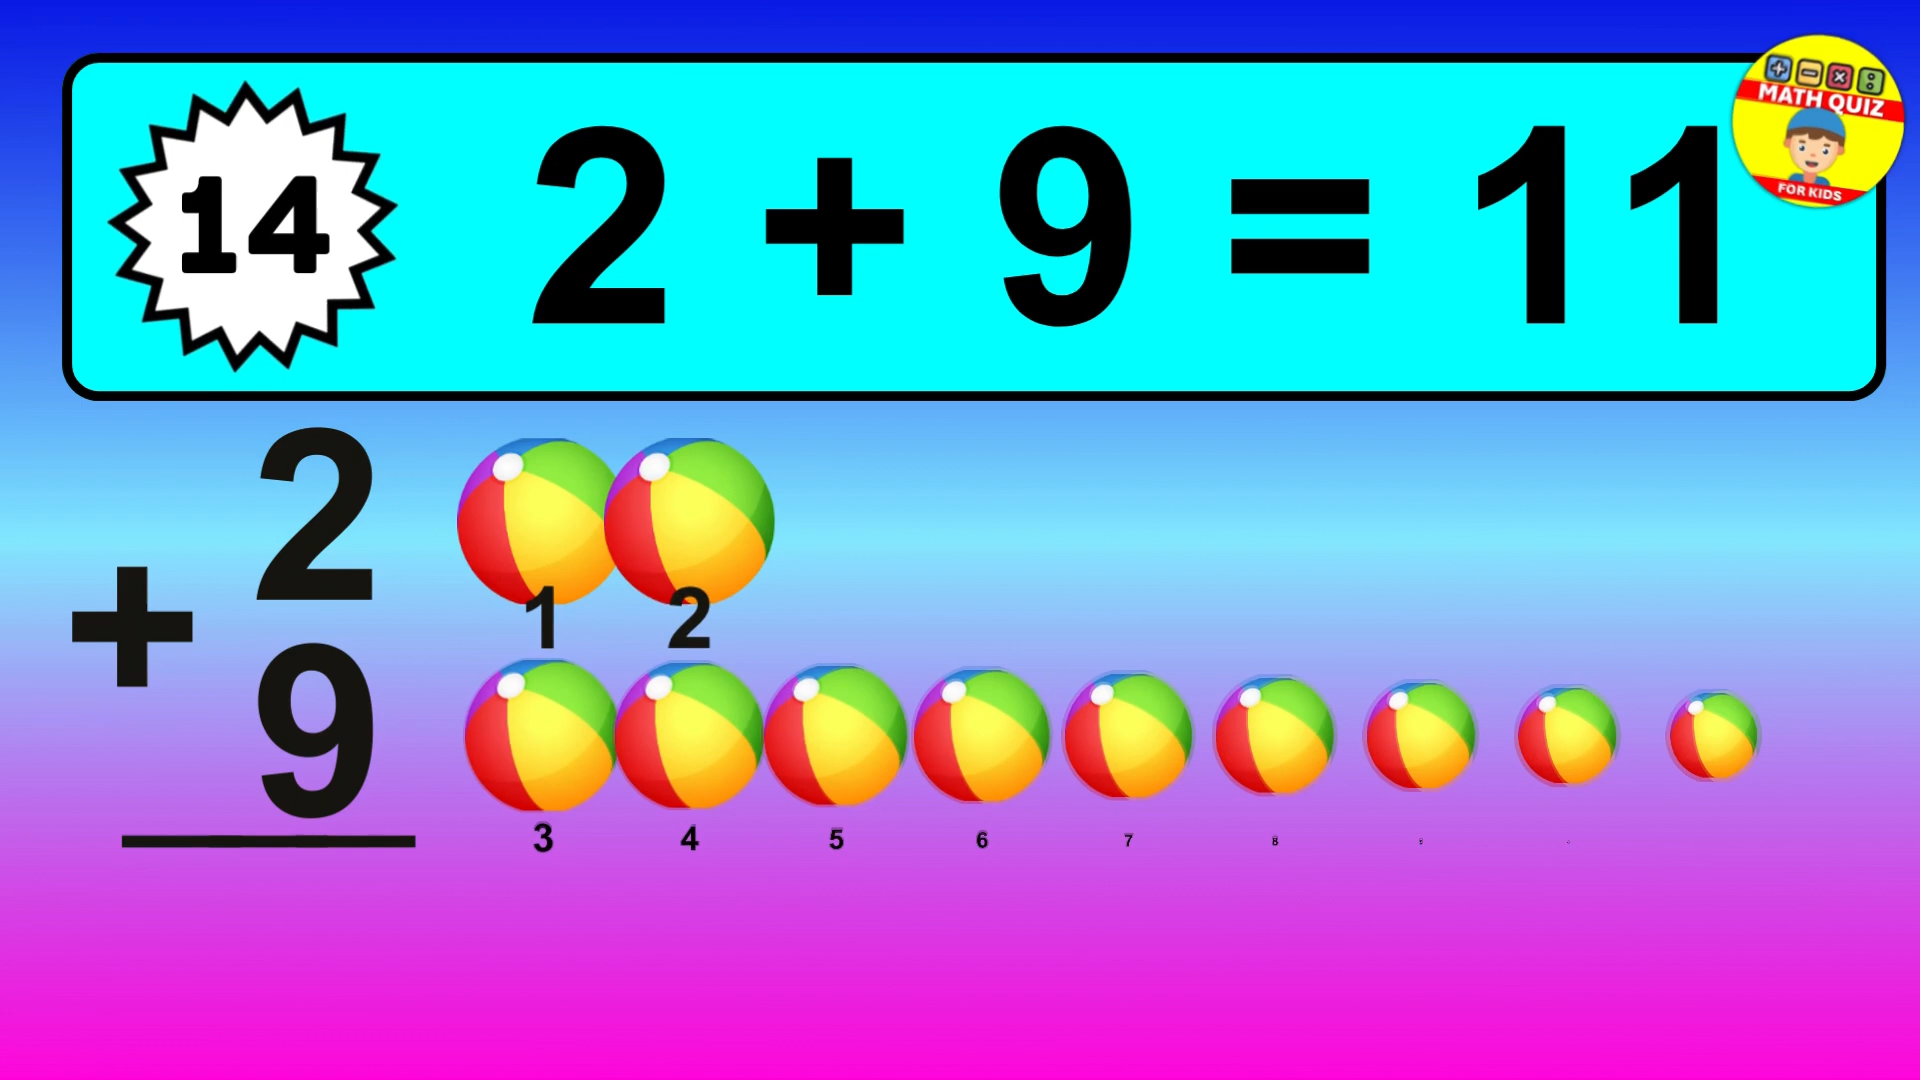 14
2 + 9 = 11
+ − × :
MATH QUIZ
FOR KIDS
2
+
9
1 2
3 4 5 6 7 8